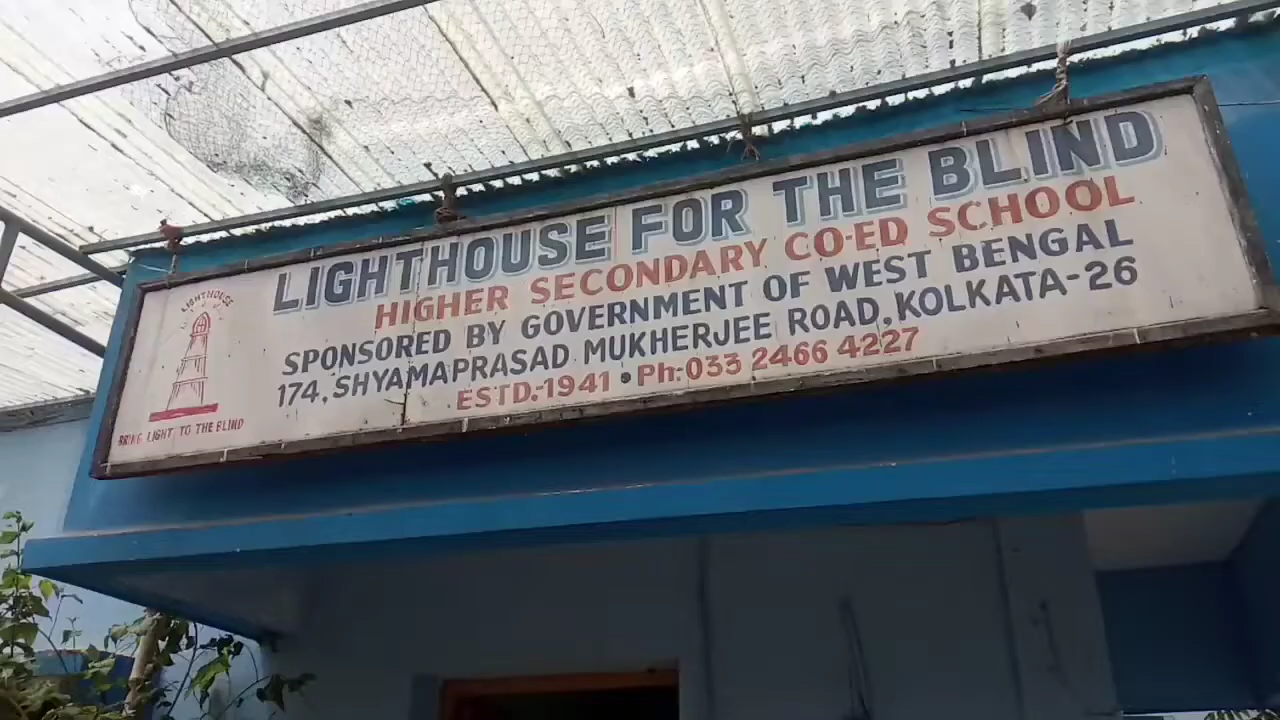 LIGHTHOUSE FOR THE BLIND
HIGHER SECONDARY CO-ED SCHOOL
SPONSORED BY GOVERNMENT OF WEST BENGAL
174, SHYAMAPRASAD MUKHERJEE ROAD, KOLKATA-26
ESTD.-1941 • Ph:-033 2466 4227
LIGHTHOUSE
BRING LIGHT TO THE BLIND